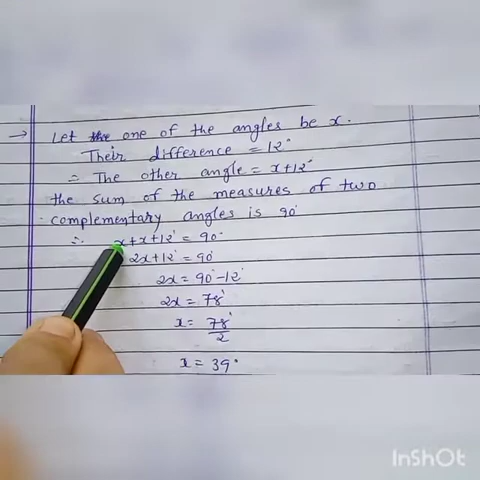 → Let the one of the angles be x.
Their difference = 12°
∴ The other angle = x+12°
the sum of the measures of two
complementary angles is 90°
∴ x+x+12° = 90°
2x+12° = 90°
2x = 90°-12°
2x = 78°
x = 78°/2
x = 39°
InShOt